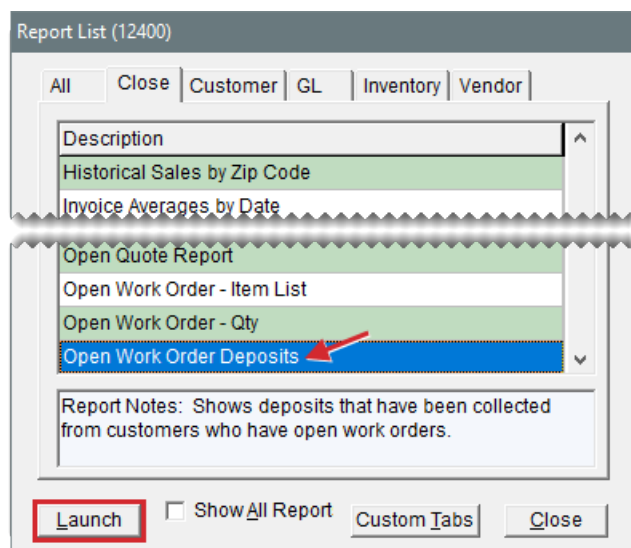 Report List (12400)
All Close Customer GL Inventory Vendor
Description
Historical Sales by Zip Code
Invoice Averages by Date
Open Quote Report
Open Work Order - Item List
Open Work Order - Qty
Open Work Order Deposits
Report Notes: Shows deposits that have been collected
from customers who have open work orders.
Launch Show All Report Custom Tabs Close